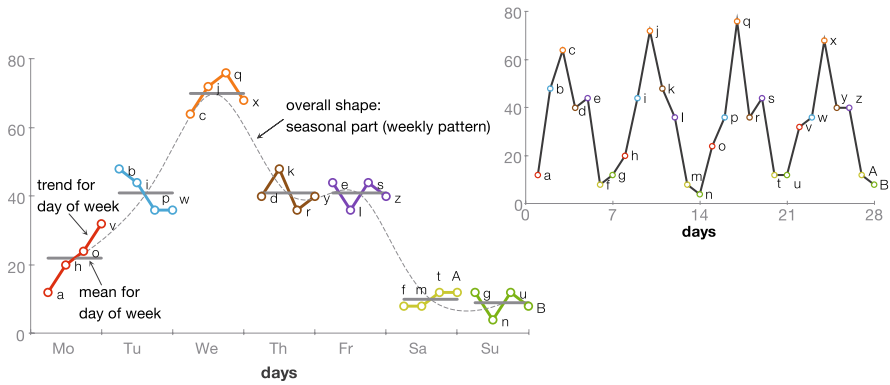 80
60
40
20
0
Mo
Tu
We
Th
Fr
Sa
Su
days
trend for
day of week
mean for
day of week
overall shape:
seasonal part (weekly pattern)
a
h
o
v
b
i
p
w
c
j
q
x
d
k
r
y
e
l
s
z
f
m
t
A
g
n
u
B
80
60
40
20
0
0
7
14
21
28
days
a
b
c
d
e
f
g
h
i
j
k
l
m
n
o
p
q
r
s
t
u
v
w
x
y
z
A
B